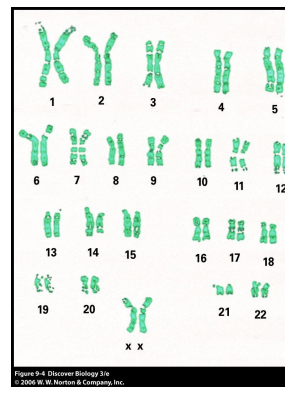 1 2 3 4 5
6 7 8 9 10 11 12
13 14 15 16 17 18
19 20 21 22
x x
Figure 9-4 Discover Biology 3/e
© 2006 W. W. Norton & Company, Inc.